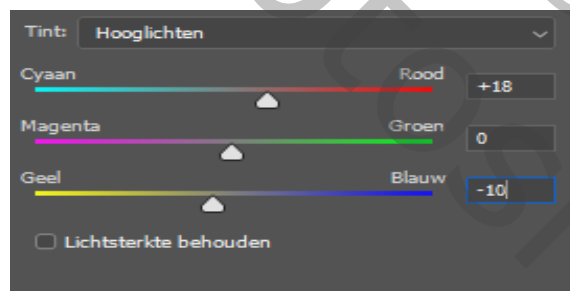 Tint: Hooglichten
Cyaan Rood +18
Magenta Groen 0
Geel Blauw -10
Lichtsterkte behouden